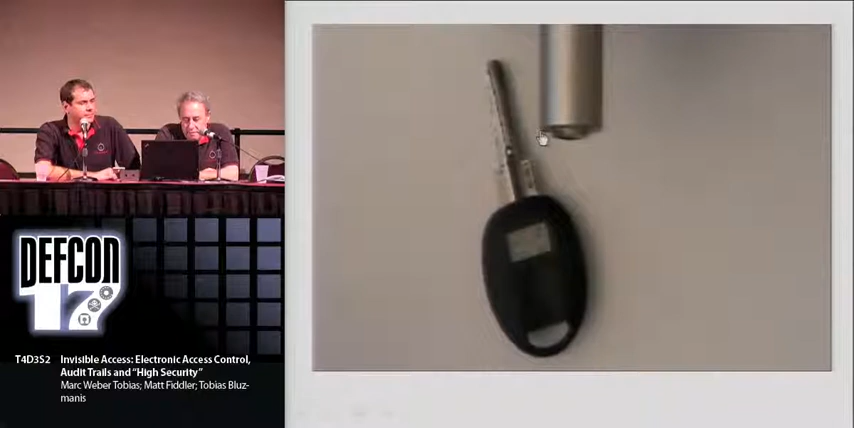 DEFCON
17
T4D3S2 Invisible Access: Electronic Access Control,
Audit Trails and “High Security”
Marc Weber Tobias; Matt Fiddler; Tobias Bluz-
manis